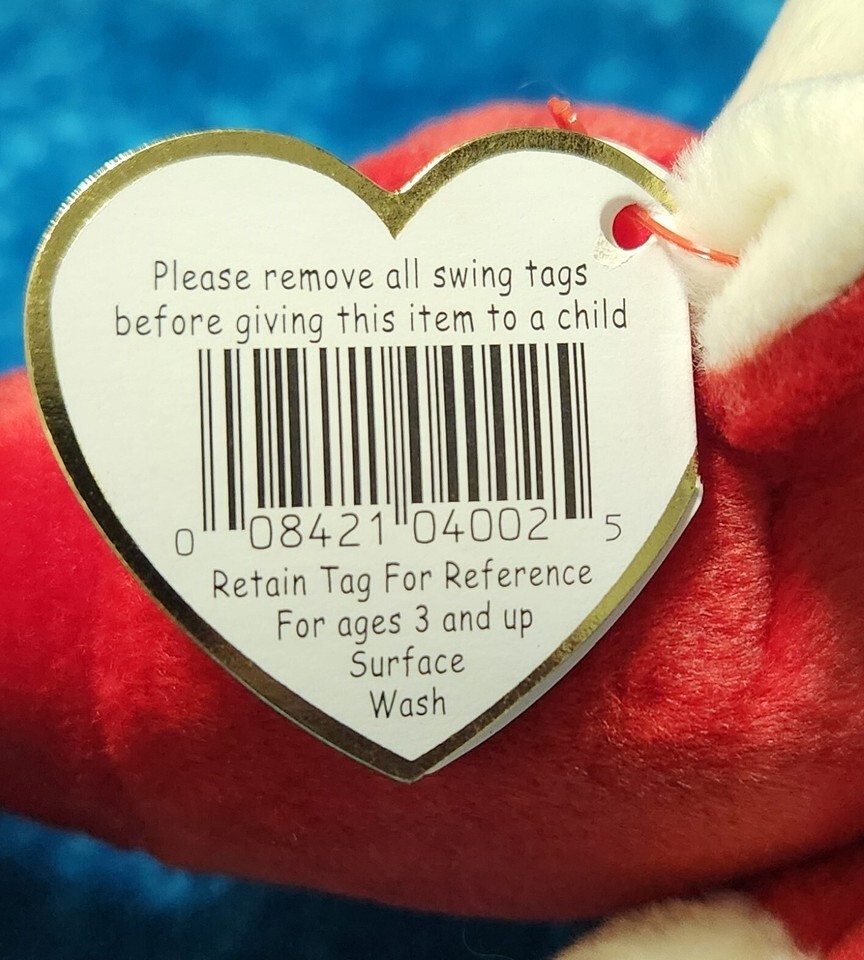 Please remove all swing tags
before giving this item to a child
0 08421 04002 5
Retain Tag For Reference
For ages 3 and up
Surface
Wash